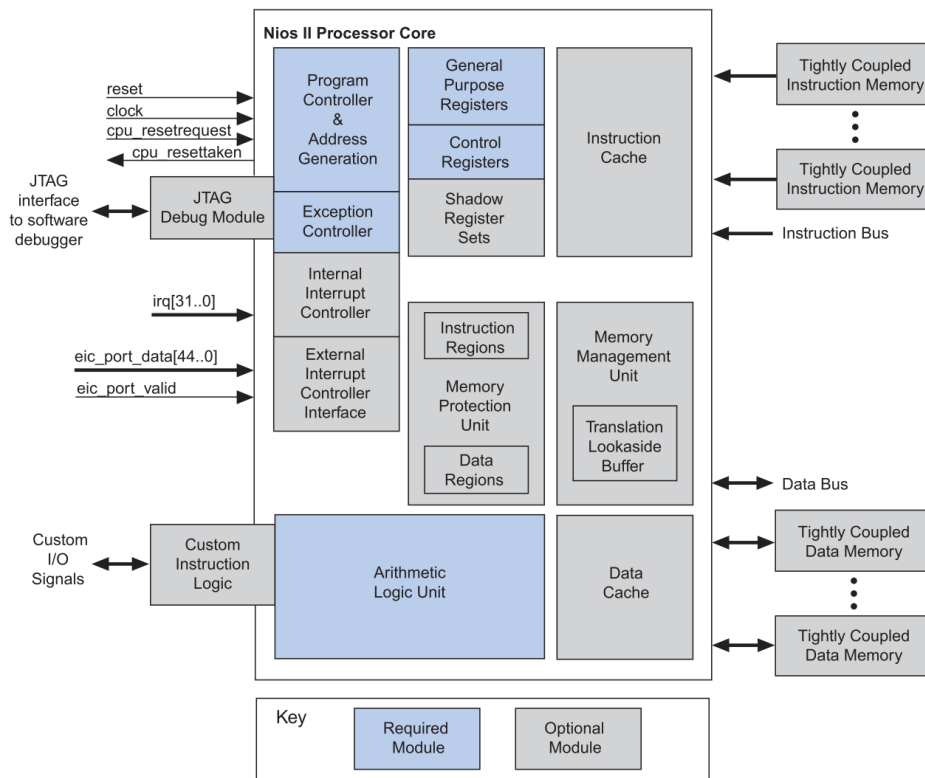 Nios II Processor Core
reset
clock
cpu_resetrequest
cpu_resettaken
JTAG
interface
to software
debugger
JTAG
Debug Module
irq[31..0]
eic_port_data[44..0]
eic_port_valid
Custom
I/O
Signals
Custom
Instruction
Logic
Program
Controller
&
Address
Generation
Exception
Controller
Internal
Interrupt
Controller
External
Interrupt
Controller
Interface
General
Purpose
Registers
Control
Registers
Shadow
Register
Sets
Instruction
Cache
Instruction
Regions
Memory
Protection
Unit
Data
Regions
Memory
Management
Unit
Translation
Lookaside
Buffer
Arithmetic
Logic Unit
Data
Cache
Tightly Coupled
Instruction Memory
Tightly Coupled
Instruction Memory
Instruction Bus
Data Bus
Tightly Coupled
Data Memory
Tightly Coupled
Data Memory
Key
Required
Module
Optional
Module